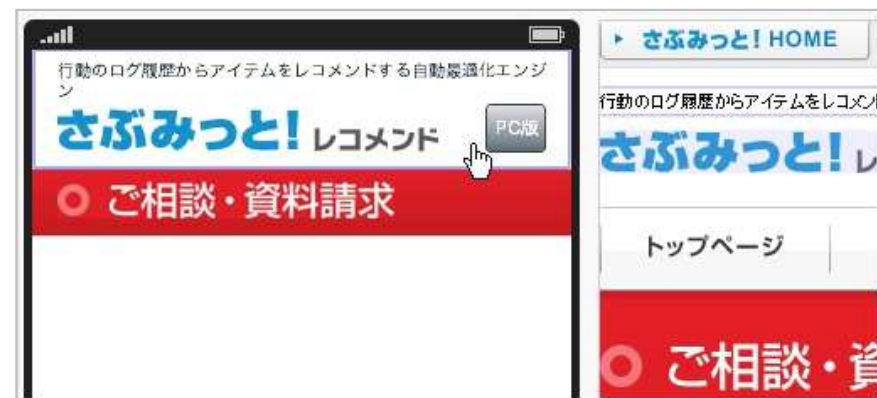 行動のログ履歴からアイテムをレコメンドする自動最適化エンジ
ン
さぶみっと! レコメンド
PC版
ご相談・資料請求
さぶみっと! HOME
行動のログ履歴からアイテムをレコメン
さぶみっと! レ
トップページ
ご相談・資